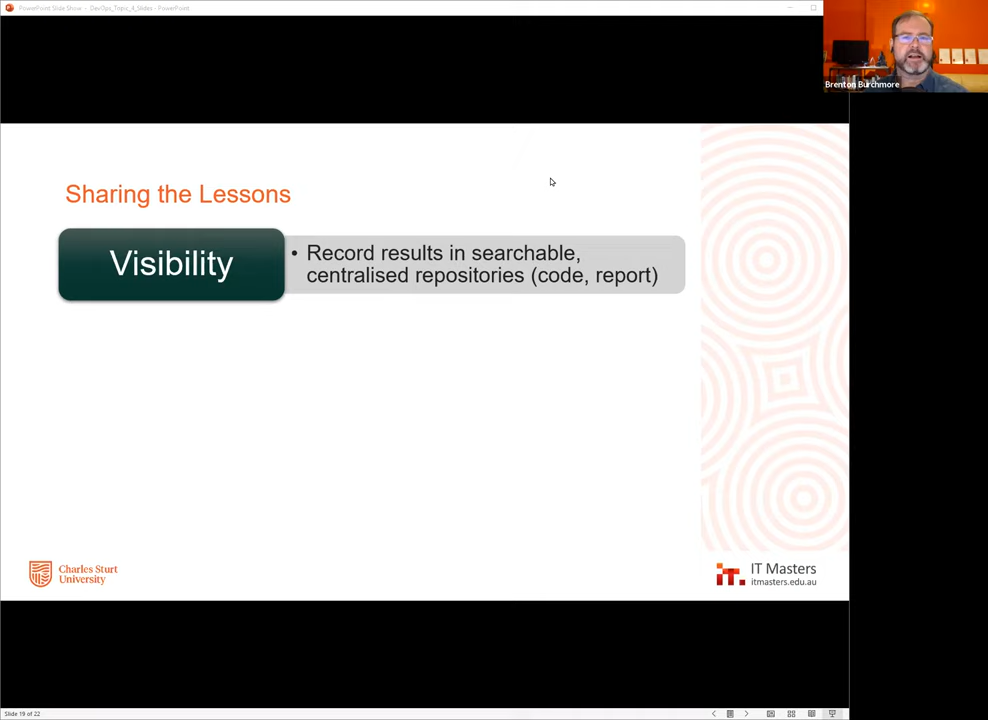 PowerPoint Slide Show - DevOps_Topic_4_Slides - PowerPoint
Brenton Burchmore
Sharing the Lessons
Visibility
• Record results in searchable,
centralised repositories (code, report)
Charles Sturt
University
IT Masters
itmasters.edu.au
Slide 19 of 22